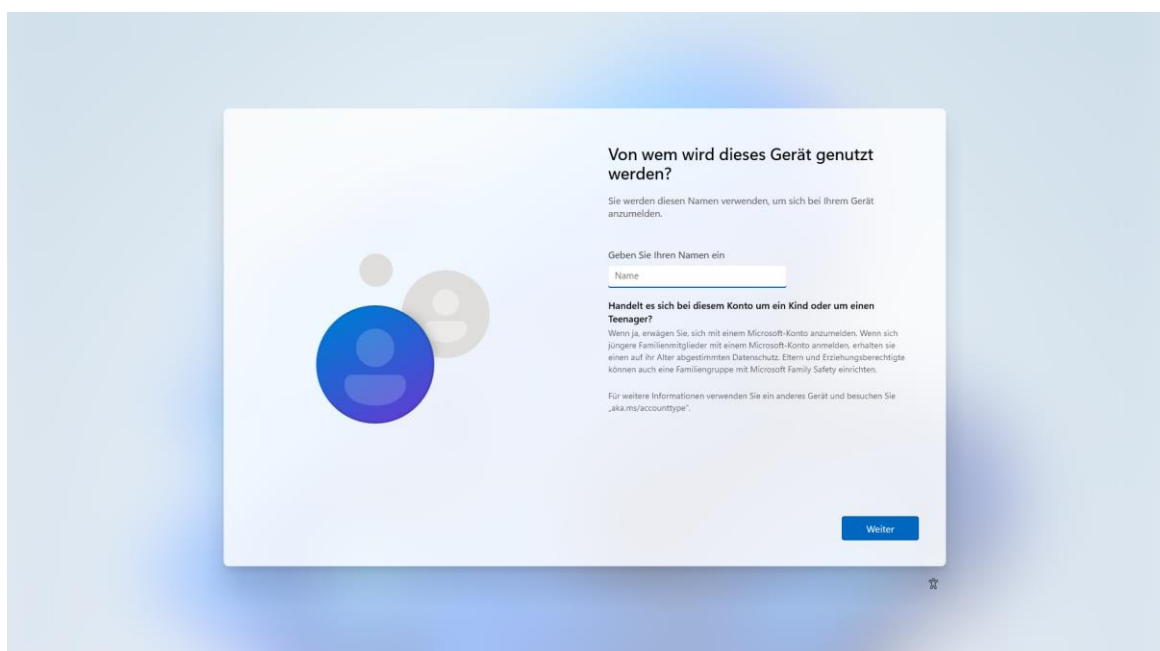 Von wem wird dieses Gerät genutzt
werden?
Sie werden diesen Namen verwenden, um sich bei Ihrem Gerät
anzumelden.
Geben Sie Ihren Namen ein
Name
Handelt es sich bei diesem Konto um ein Kind oder um einen
Teenager?
Wenn ja, erwägen Sie, sich mit einem Microsoft-Konto anzumelden. Wenn sich
jüngere Familienmitglieder mit einem Microsoft-Konto anmelden, erhalten sie
einen auf ihr Alter abgestimmten Datenschutz. Eltern und Erziehungsberechtigte
können auch eine Familiengruppe mit Microsoft Family Safety einrichten.
Für weitere Informationen verwenden Sie ein anderes Gerät und besuchen Sie
„aka.ms/accounttype“.
Weiter